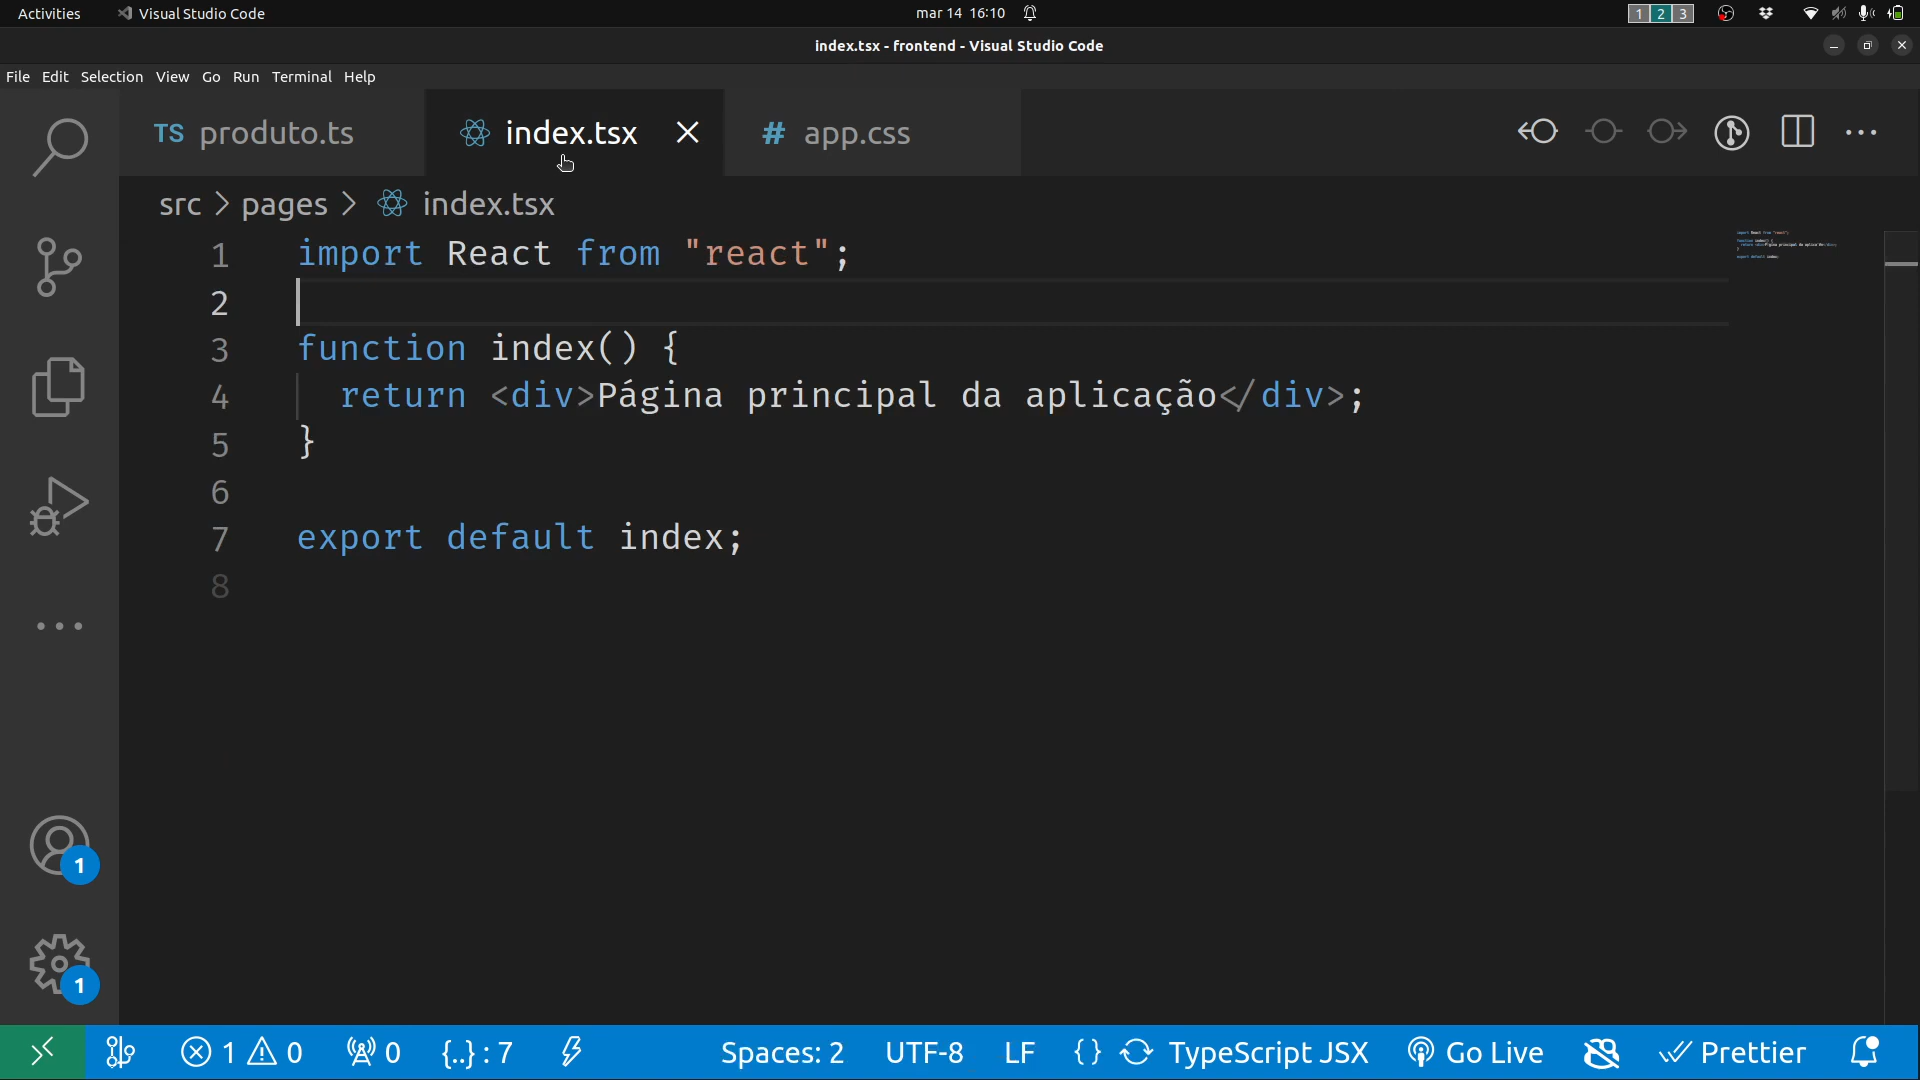 Activities Visual Studio Code mar 14 16:10 1 2 3
index.tsx - frontend - Visual Studio Code
File Edit Selection View Go Run Terminal Help
TS produto.ts index.tsx # app.css
src > pages > index.tsx
1 import React from "react";
2
3 function index() {
4 return <div>Página principal da aplicação</div>;
5 }
6
7 export default index;
8
1
1
1 0 0 {..} : 7 Spaces: 2 UTF-8 LF {} TypeScript JSX Go Live Prettier